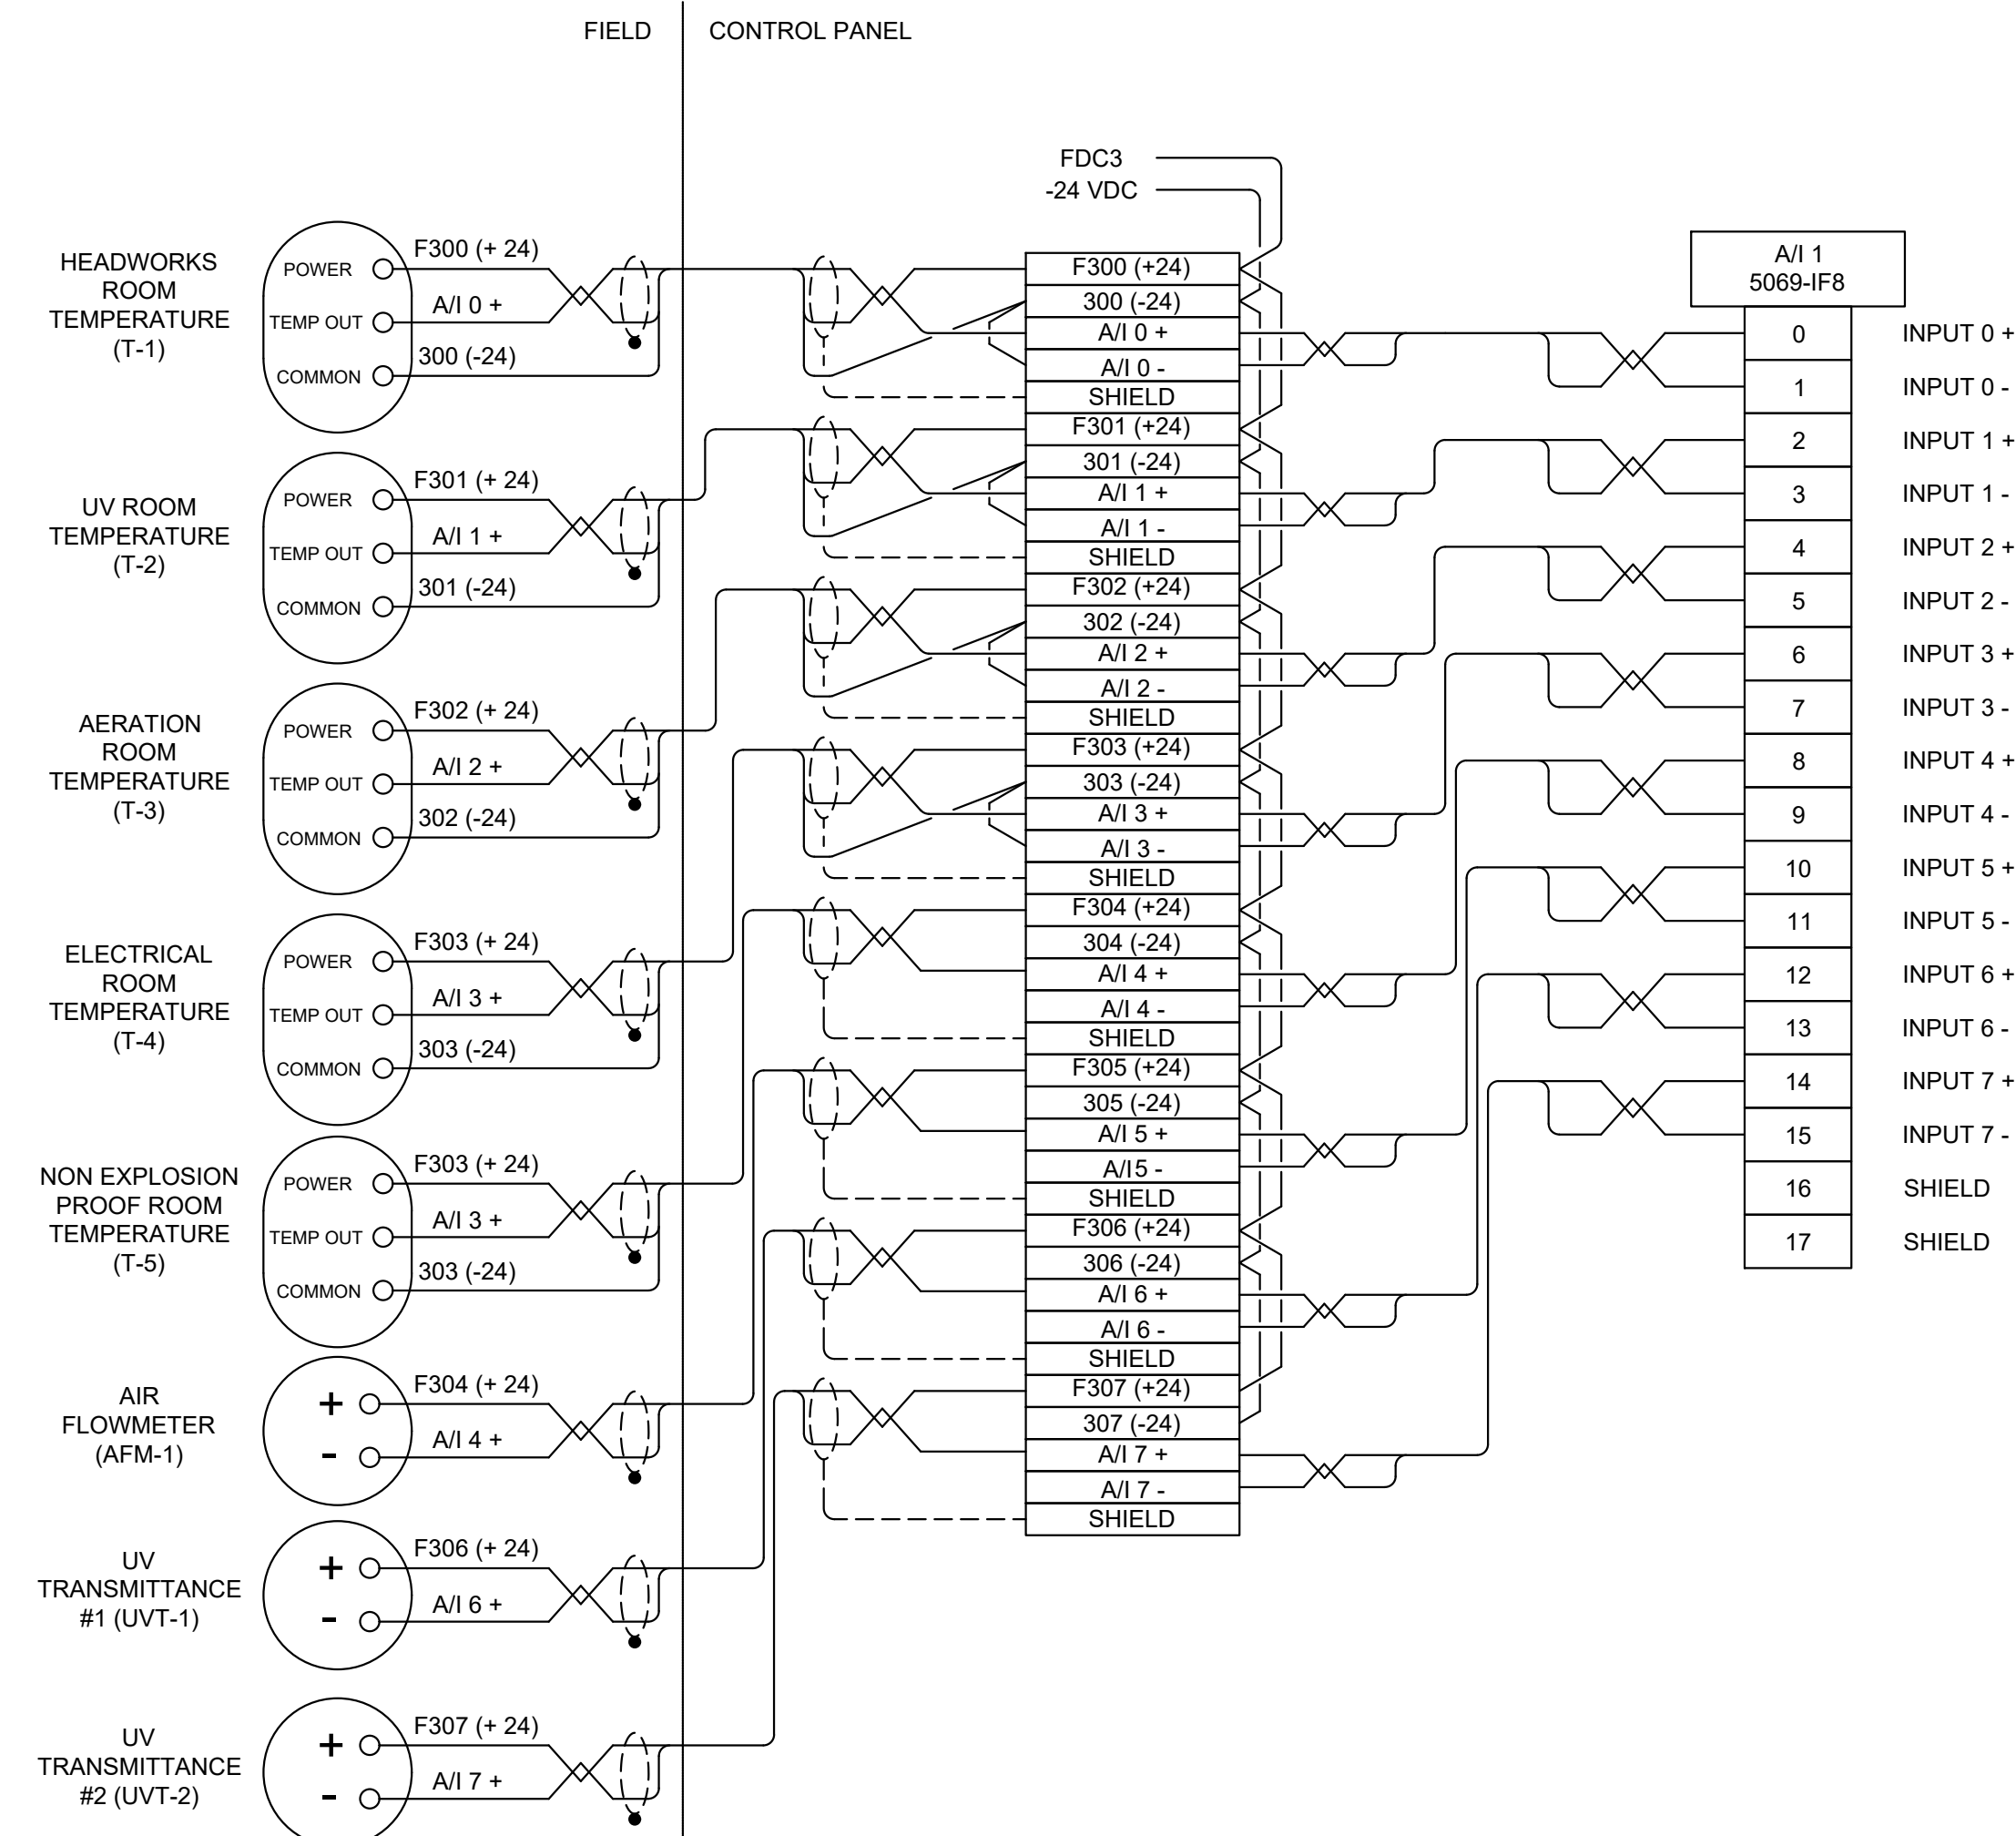 FIELD
CONTROL PANEL
FDC3
-24 VDC
HEADWORKS
ROOM
TEMPERATURE
(T-1)
POWER
TEMP OUT
COMMON
F300 (+ 24)
A/I 0 +
300 (-24)
UV ROOM
TEMPERATURE
(T-2)
POWER
TEMP OUT
COMMON
F301 (+ 24)
A/I 1 +
301 (-24)
AERATION
ROOM
TEMPERATURE
(T-3)
POWER
TEMP OUT
COMMON
F302 (+ 24)
A/I 2 +
302 (-24)
ELECTRICAL
ROOM
TEMPERATURE
(T-4)
POWER
TEMP OUT
COMMON
F303 (+ 24)
A/I 3 +
303 (-24)
NON EXPLOSION
PROOF ROOM
TEMPERATURE
(T-5)
POWER
TEMP OUT
COMMON
F303 (+ 24)
A/I 3 +
303 (-24)
AIR
FLOWMETER
(AFM-1)
+
-
F304 (+ 24)
A/I 4 +
UV
TRANSMITTANCE
#1 (UVT-1)
+
-
F306 (+ 24)
A/I 6 +
UV
TRANSMITTANCE
#2 (UVT-2)
+
-
F307 (+ 24)
A/I 7 +
F300 (+24)
300 (-24)
A/I 0 +
A/I 0 -
SHIELD
F301 (+24)
301 (-24)
A/I 1 +
A/I 1 -
SHIELD
F302 (+24)
302 (-24)
A/I 2 +
A/I 2 -
SHIELD
F303 (+24)
303 (-24)
A/I 3 +
A/I 3 -
SHIELD
F304 (+24)
304 (-24)
A/I 4 +
A/I 4 -
SHIELD
F305 (+24)
305 (-24)
A/I 5 +
A/I 5 -
SHIELD
F306 (+24)
306 (-24)
A/I 6 +
A/I 6 -
SHIELD
F307 (+24)
307 (-24)
A/I 7 +
A/I 7 -
SHIELD
A/I 1
5069-IF8
0 INPUT 0 +
1 INPUT 0 -
2 INPUT 1 +
3 INPUT 1 -
4 INPUT 2 +
5 INPUT 2 -
6 INPUT 3 +
7 INPUT 3 -
8 INPUT 4 +
9 INPUT 4 -
10 INPUT 5 +
11 INPUT 5 -
12 INPUT 6 +
13 INPUT 6 -
14 INPUT 7 +
15 INPUT 7 -
16 SHIELD
17 SHIELD